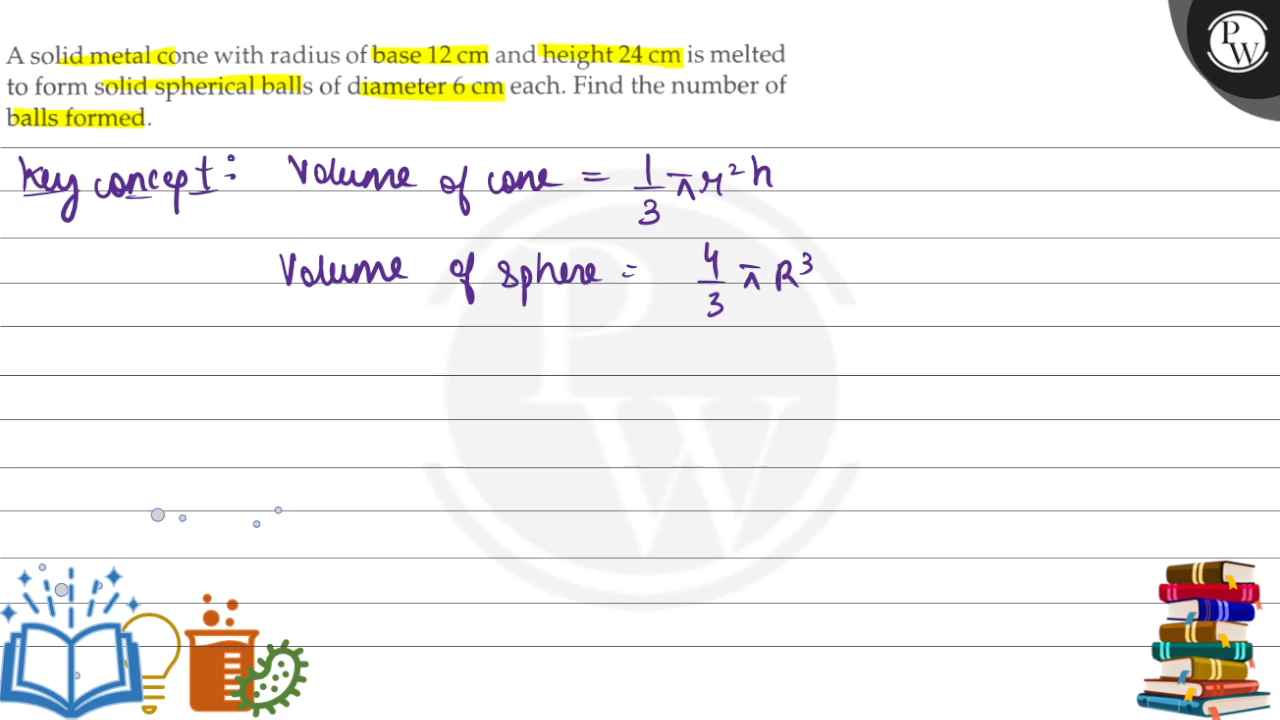 A solid metal cone with radius of base 12 cm and height 24 cm is melted
to form solid spherical balls of diameter 6 cm each. Find the number of
balls formed.
Key concept: Volume of cone = 1/3 πr²h
Volume of sphere = 4/3 πR³
PW
PW